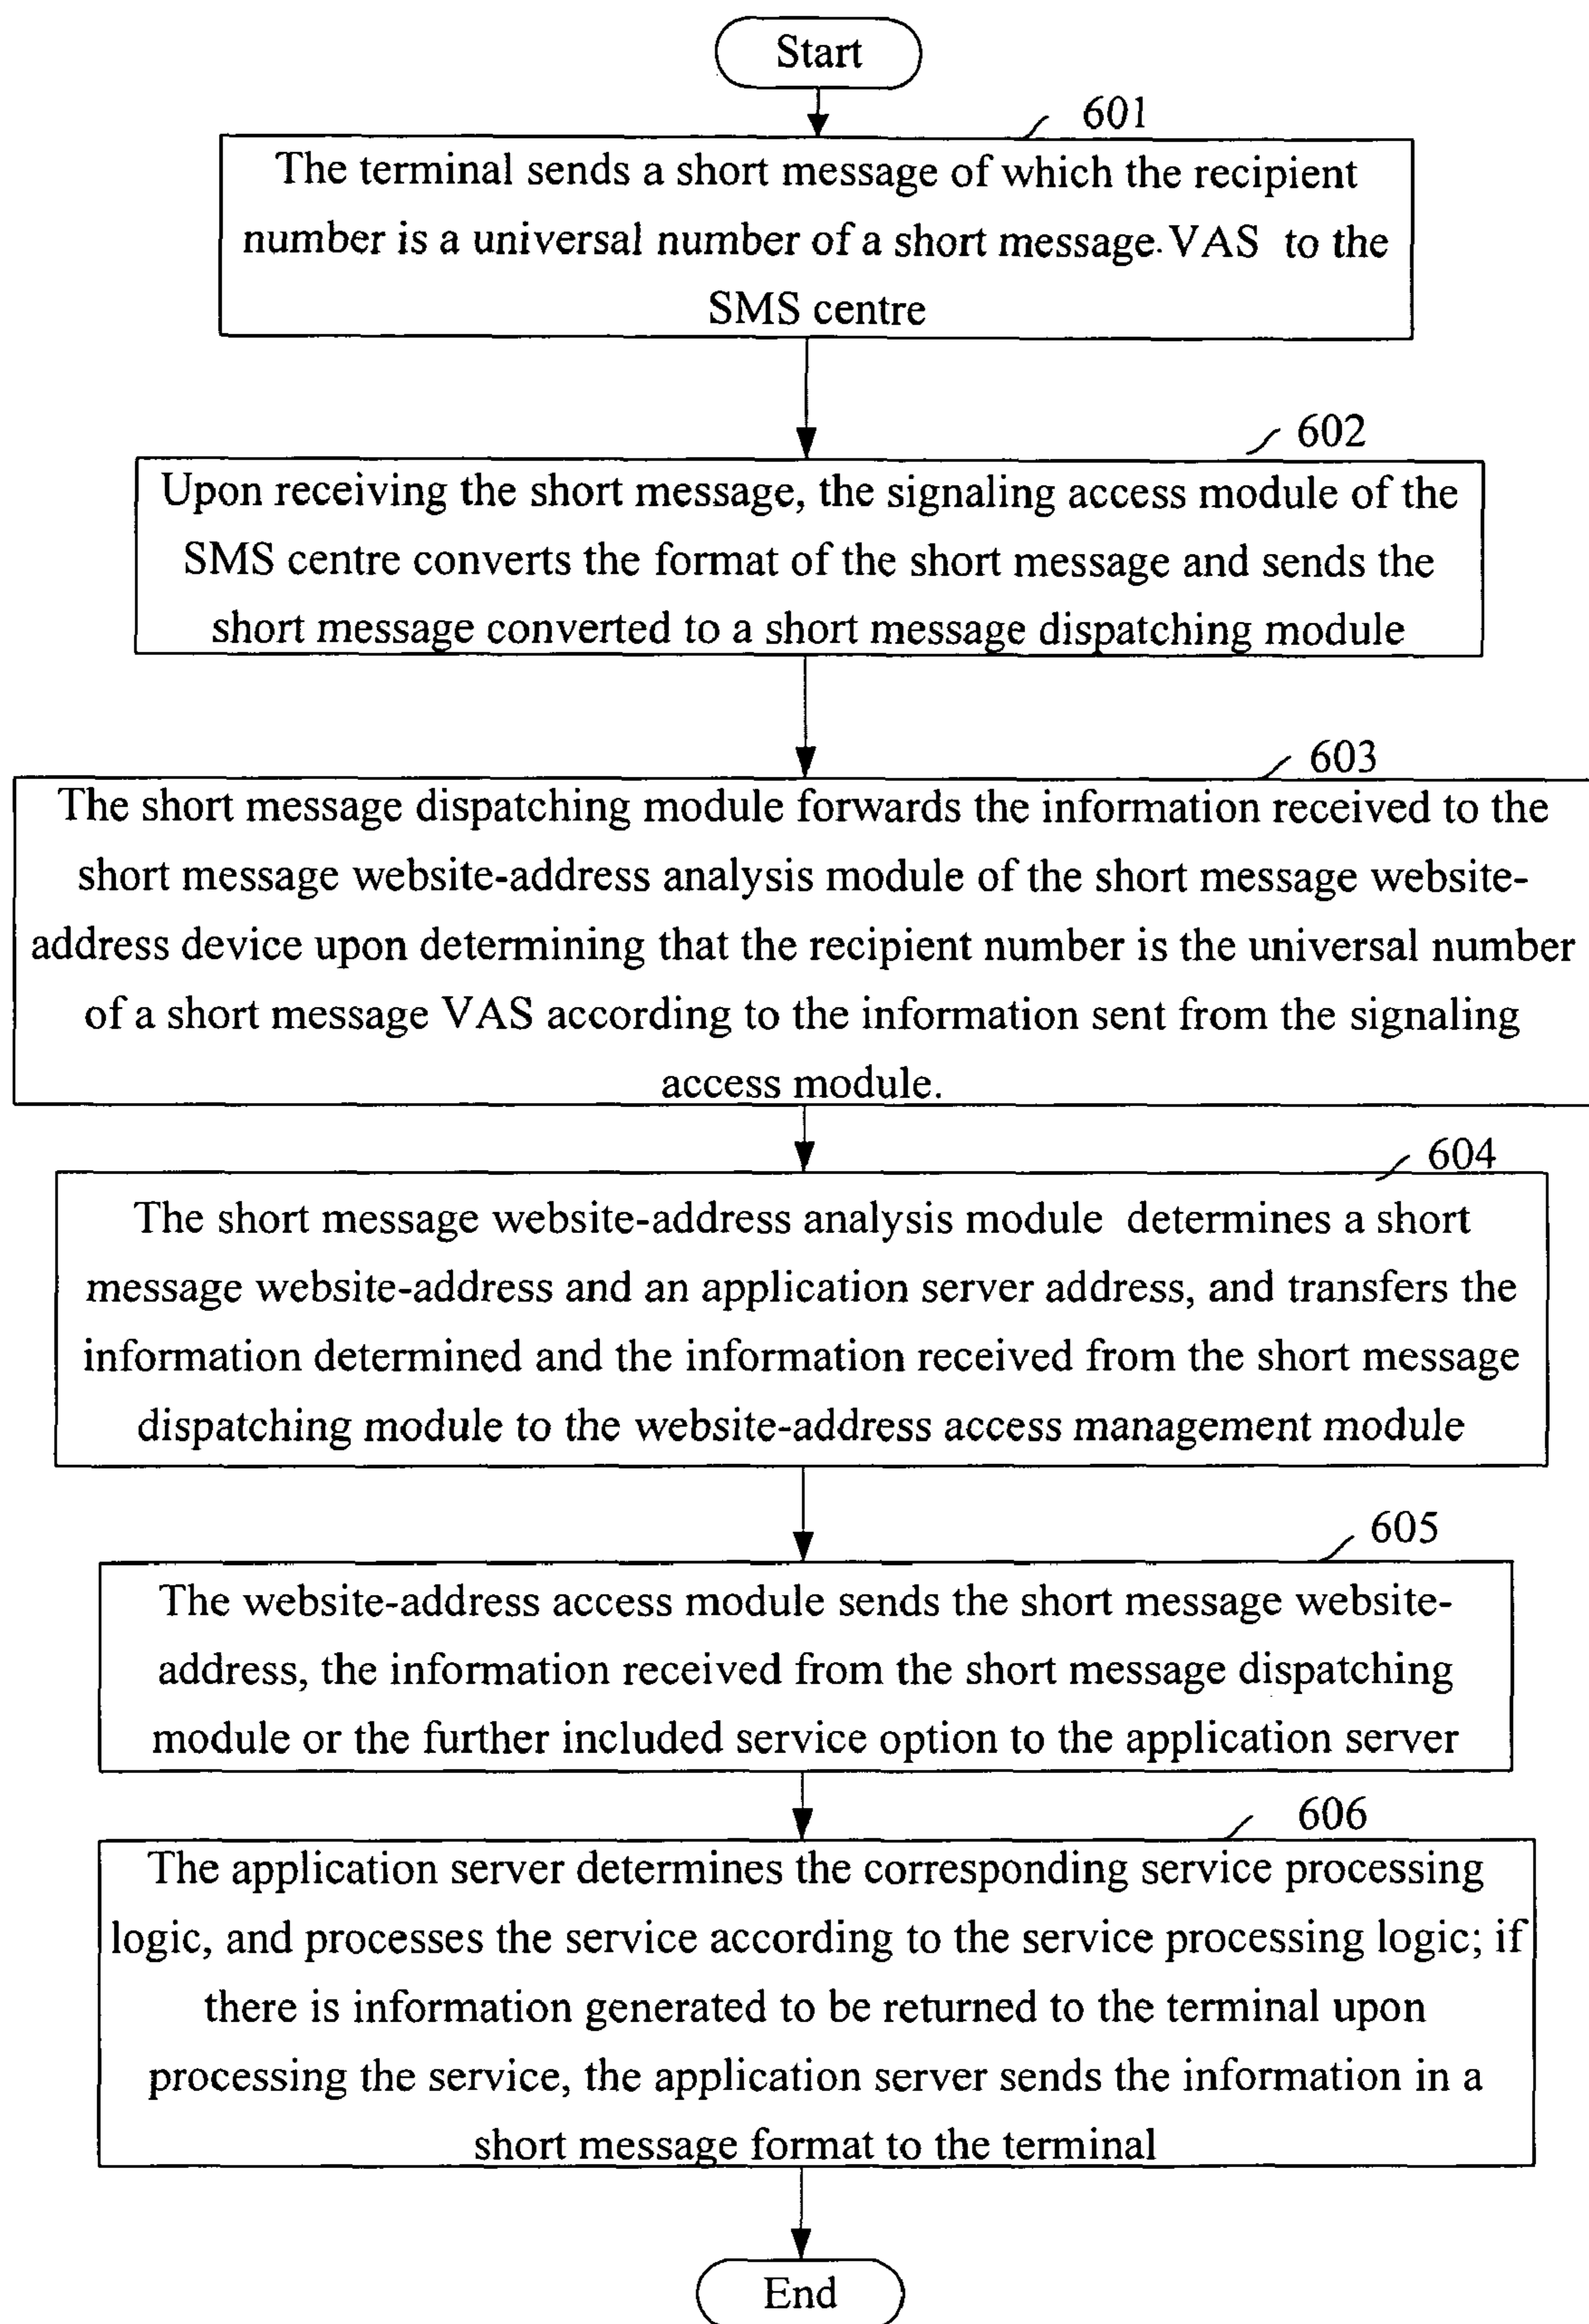 Start
601
The terminal sends a short message of which the recipient
number is a universal number of a short message VAS to the
SMS centre
602
Upon receiving the short message, the signaling access module of the
SMS centre converts the format of the short message and sends the
short message converted to a short message dispatching module
603
The short message dispatching module forwards the information received to the
short message website-address analysis module of the short message website-
address device upon determining that the recipient number is the universal number
of a short message VAS according to the information sent from the signaling
access module.
604
The short message website-address analysis module determines a short
message website-address and an application server address, and transfers the
information determined and the information received from the short message
dispatching module to the website-address access management module
605
The website-address access module sends the short message website-
address, the information received from the short message dispatching
module or the further included service option to the application server
606
The application server determines the corresponding service processing
logic, and processes the service according to the service processing logic; if
there is information generated to be returned to the terminal upon
processing the service, the application server sends the information in a
short message format to the terminal
End